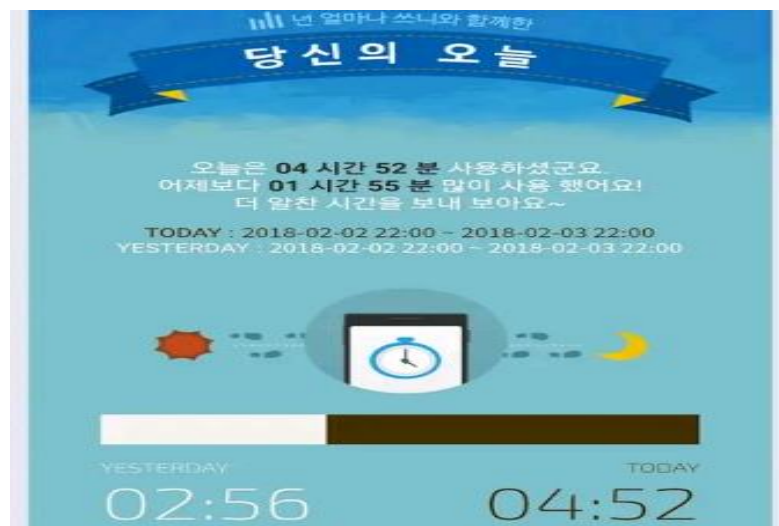 넌 얼마나 쓰니와 함께한
당신의 오늘
오늘은 04 시간 52 분 사용하셨군요.
어제보다 01 시간 55 분 많이 사용 했어요!
더 알찬 시간을 보내 보아요~
TODAY : 2018-02-02 22:00 ~ 2018-02-03 22:00
YESTERDAY : 2018-02-02 22:00 ~ 2018-02-03 22:00
YESTERDAY
TODAY
02:56
04:52